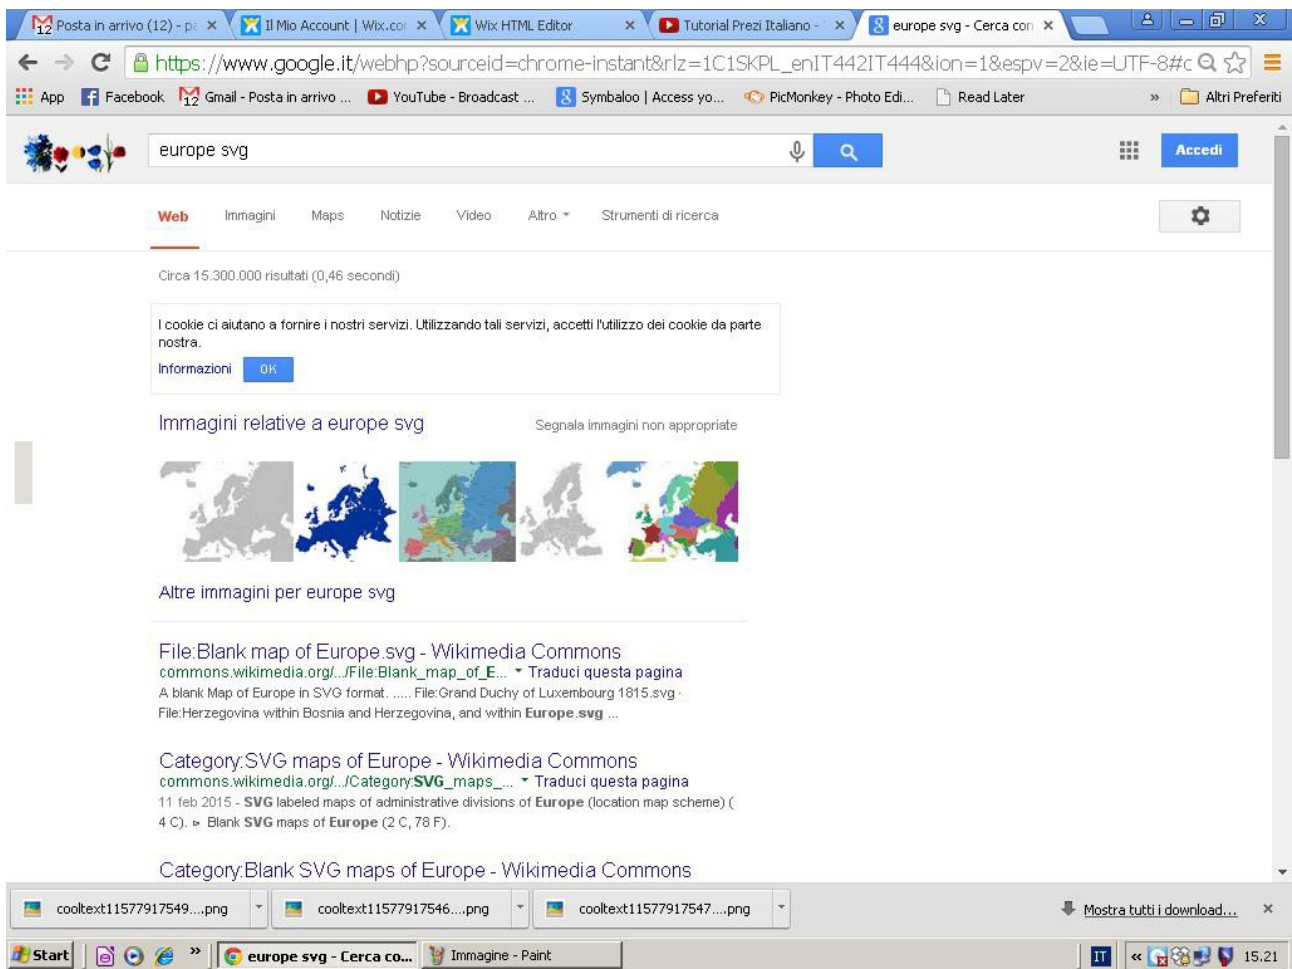 12 Posta in arrivo (12) - pa
Il Mio Account | Wix.co
Wix HTML Editor
Tutorial Prezi Italiano -
europe svg - Cerca con
https://www.google.it/webhp?sourceid=chrome-instant&rlz=1C1SKPL_enIT442IT444&ion=1&espv=2&ie=UTF-8#c
App
Facebook
12 Gmail - Posta in arrivo ...
YouTube - Broadcast ...
Symbaloo | Access yo...
PicMonkey - Photo Edi...
Read Later
»
Altri Preferiti
europe svg
Accedi
Web Immagini Maps Notizie Video Altro Strumenti di ricerca
Circa 15.300.000 risultati (0,46 secondi)
I cookie ci aiutano a fornire i nostri servizi. Utilizzando tali servizi, accetti l'utilizzo dei cookie da parte
nostra.
Informazioni OK
Immagini relative a europe svg Segnala immagini non appropriate
Altre immagini per europe svg
File:Blank map of Europe.svg - Wikimedia Commons
commons.wikimedia.org/.../File:Blank_map_of_E... Traduci questa pagina
A blank Map of Europe in SVG format. ..... File:Grand Duchy of Luxembourg 1815.svg ·
File:Herzegovina within Bosnia and Herzegovina, and within Europe.svg ...
Category:SVG maps of Europe - Wikimedia Commons
commons.wikimedia.org/.../Category:SVG_maps_... Traduci questa pagina
11 feb 2015 - SVG labeled maps of administrative divisions of Europe (location map scheme) (
4 C). ▹ Blank SVG maps of Europe (2 C, 78 F).
Category:Blank SVG maps of Europe - Wikimedia Commons
cooltext11577917549....png
cooltext11577917546....png
cooltext11577917547....png
Mostra tutti i download...
Start
»
europe svg - Cerca co...
Immagine - Paint
IT
«
15.21